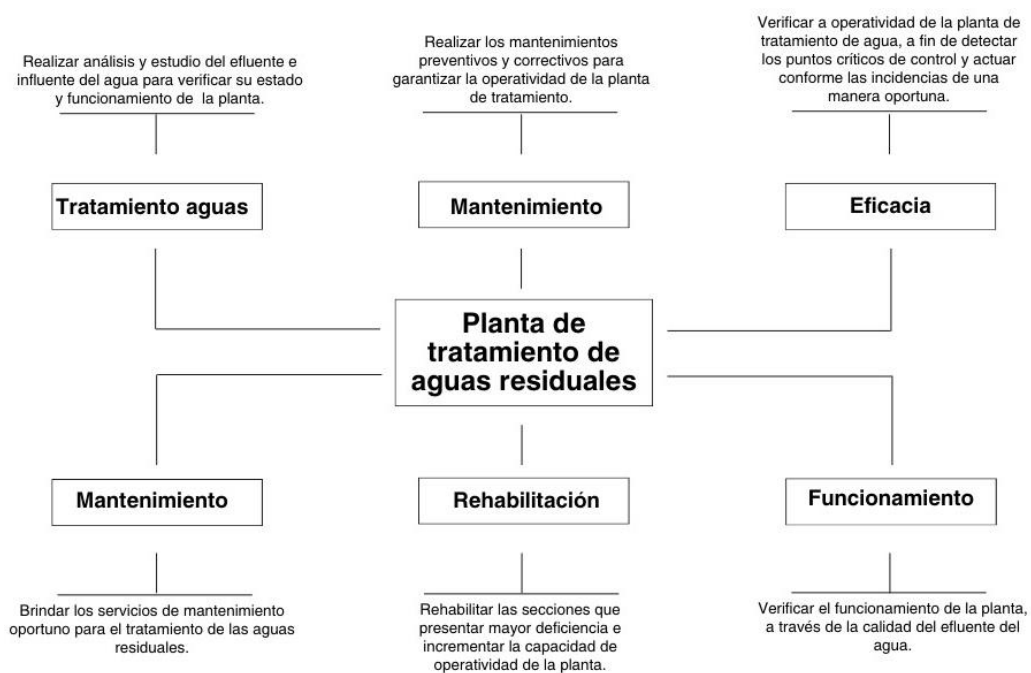 Realizar análisis y estudio del efluente e
influente del agua para verificar su estado
y funcionamiento de la planta.
Realizar los mantenimientos
preventivos y correctivos para
garantizar la operatividad de la planta
de tratamiento.
Verificar a operatividad de la planta de
tratamiento de agua, a fin de detectar
los puntos críticos de control y actuar
conforme las incidencias de una
manera oportuna.
Tratamiento aguas
Mantenimiento
Eficacia
Planta de
tratamiento de
aguas residuales
Mantenimiento
Rehabilitación
Funcionamiento
Brindar los servicios de mantenimiento
oportuno para el tratamiento de las aguas
residuales.
Rehabilitar las secciones que
presentar mayor deficiencia e
incrementar la capacidad de
operatividad de la planta.
Verificar el funcionamiento de la planta,
a través de la calidad del efluente del
agua.